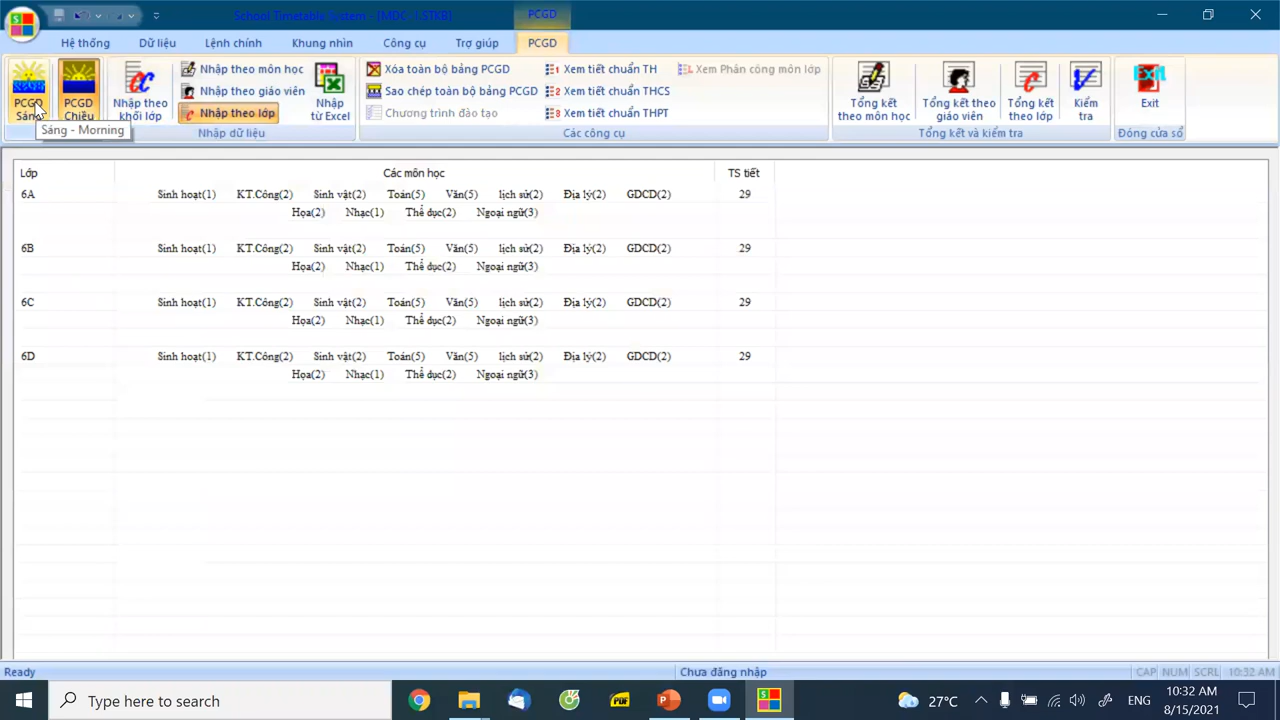 School Timetable system - (MDC_1.STKB)
PCGD
Hệ thống Dữ liệu Lệnh chính Khung nhìn Công cụ Trợ giúp PCGD
PCGD Sáng
PCGD Chiều
Nhập theo khối lớp
Nhập theo môn học
Nhập theo giáo viên
Nhập theo lớp
Nhập từ Excel
Nhập dữ liệu
Xóa toàn bộ bảng PCGD
Sao chép toàn bộ bảng PCGD
Chương trình đào tạo
Xem tiết chuẩn TH
Xem tiết chuẩn THCS
Xem tiết chuẩn THPT
Xem Phân công môn lớp
Các công cụ
Tổng kết theo môn học
Tổng kết theo giáo viên
Tổng kết theo lớp
Kiểm tra
Tổng kết và kiểm tra
Exit
Đóng cửa sổ
Sáng - Morning
Lớp Các môn học TS tiết
6A Sinh hoạt(1) KT.Công(2) Sinh vật(2) Toán(5) Văn(5) lịch sử(2) Địa lý(2) GDCD(2) 29
Họa(2) Nhạc(1) Thể dục(2) Ngoại ngữ(3)
6B Sinh hoạt(1) KT.Công(2) Sinh vật(2) Toán(5) Văn(5) lịch sử(2) Địa lý(2) GDCD(2) 29
Họa(2) Nhạc(1) Thể dục(2) Ngoại ngữ(3)
6C Sinh hoạt(1) KT.Công(2) Sinh vật(2) Toán(5) Văn(5) lịch sử(2) Địa lý(2) GDCD(2) 29
Họa(2) Nhạc(1) Thể dục(2) Ngoại ngữ(3)
6D Sinh hoạt(1) KT.Công(2) Sinh vật(2) Toán(5) Văn(5) lịch sử(2) Địa lý(2) GDCD(2) 29
Họa(2) Nhạc(1) Thể dục(2) Ngoại ngữ(3)
Ready Chưa đăng nhập CAP NUM SCRL 10:32 AM
Type here to search 27°C ENG 10:32 AM
8/15/2021